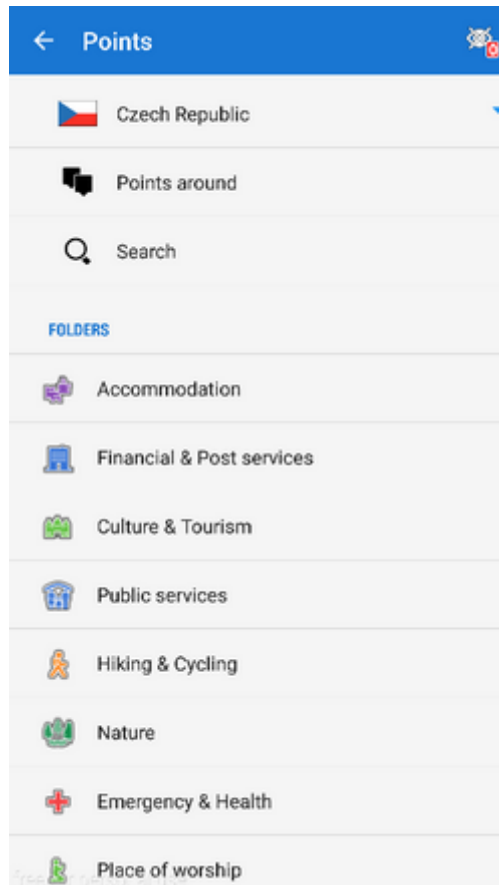 Points
Czech Republic
Points around
Search
FOLDERS
Accommodation
Financial & Post services
Culture & Tourism
Public services
Hiking & Cycling
Nature
Emergency & Health
Place of worship